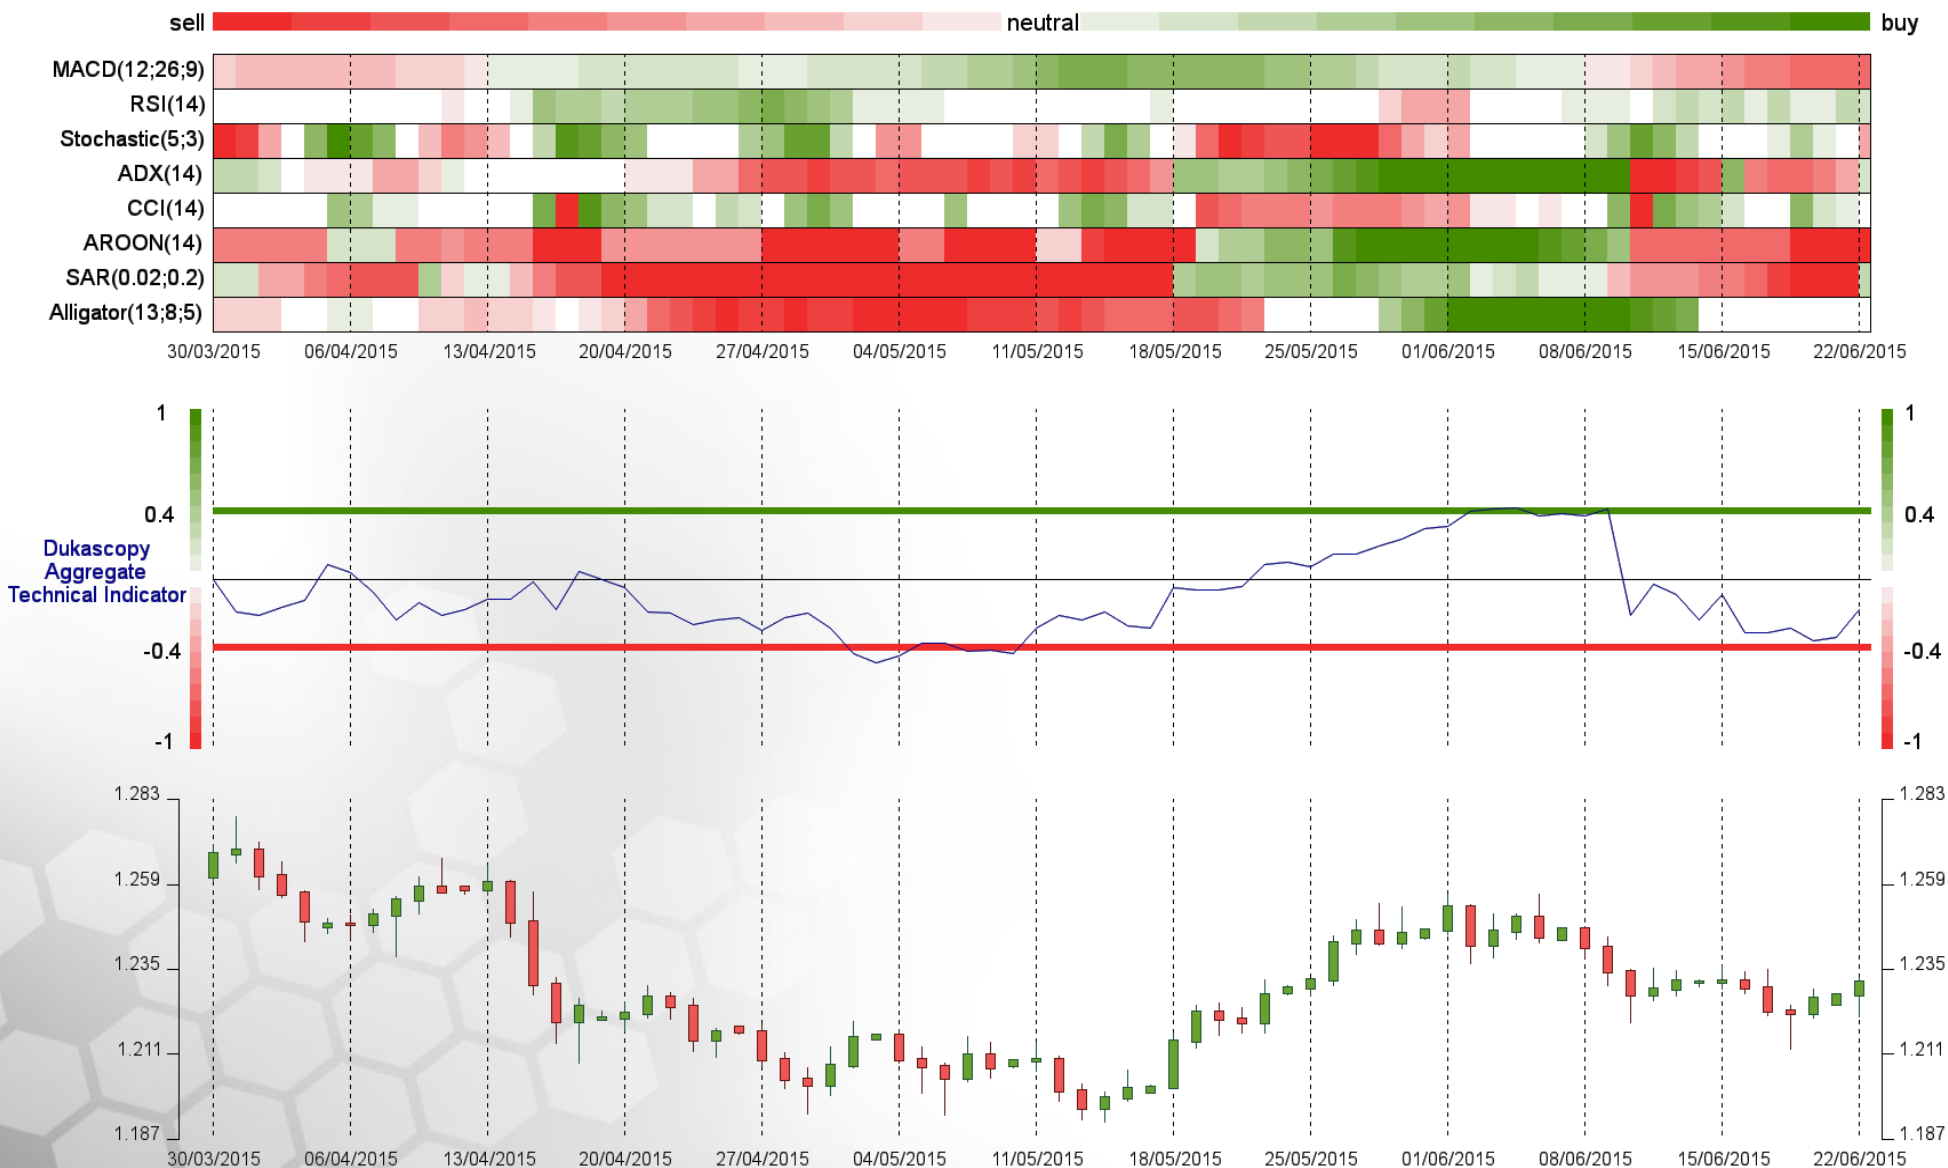 sell neutral buy
MACD(12;26;9)
RSI(14)
Stochastic(5;3)
ADX(14)
CCI(14)
AROON(14)
SAR(0.02;0.2)
Alligator(13;8;5)
30/03/2015 06/04/2015 13/04/2015 20/04/2015 27/04/2015 04/05/2015 11/05/2015 18/05/2015 25/05/2015 01/06/2015 08/06/2015 15/06/2015 22/06/2015
1 1
0.4 0.4
Dukascopy
Aggregate
Technical Indicator
-0.4 -0.4
-1 -1
1.283 1.283
1.259 1.259
1.235 1.235
1.211 1.211
1.187 1.187
30/03/2015 06/04/2015 13/04/2015 20/04/2015 27/04/2015 04/05/2015 11/05/2015 18/05/2015 25/05/2015 01/06/2015 08/06/2015 15/06/2015 22/06/2015